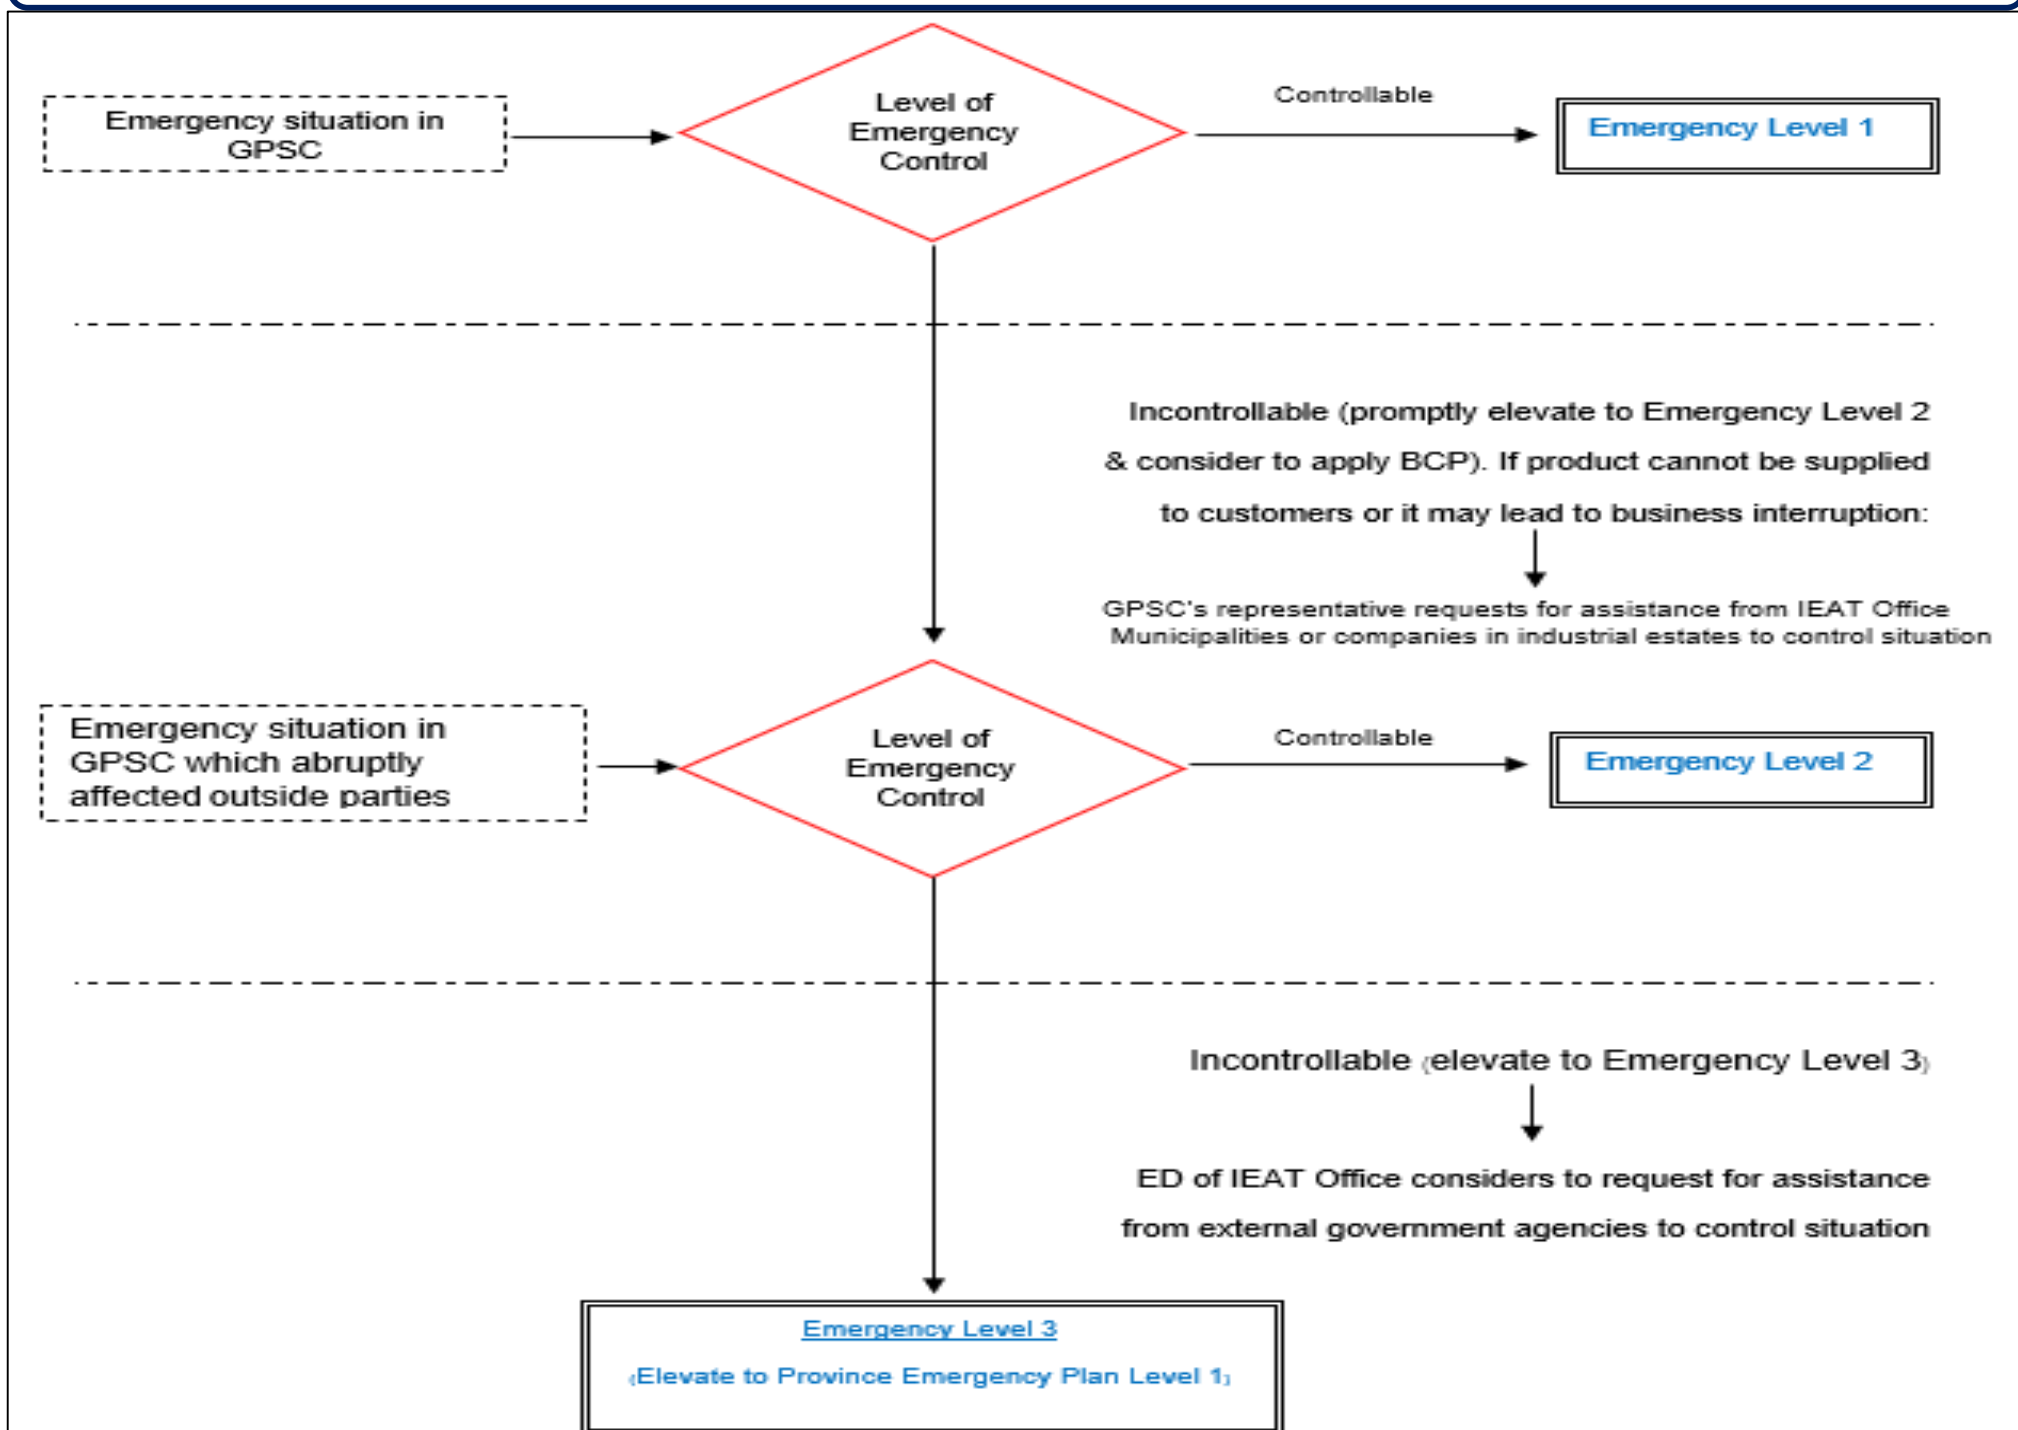 Emergency situation in
GPSC
Level of
Emergency
Control
Controllable
Emergency Level 1
Incontrollable (promptly elevate to Emergency Level 2
& consider to apply BCP). If product cannot be supplied
to customers or it may lead to business interruption:
GPSC's representative requests for assistance from IEAT Office
Municipalities or companies in industrial estates to control situation
Emergency situation in
GPSC which abruptly
affected outside parties
Level of
Emergency
Control
Controllable
Emergency Level 2
Incontrollable (elevate to Emergency Level 3)
ED of IEAT Office considers to request for assistance
from external government agencies to control situation
Emergency Level 3
(Elevate to Province Emergency Plan Level 1)